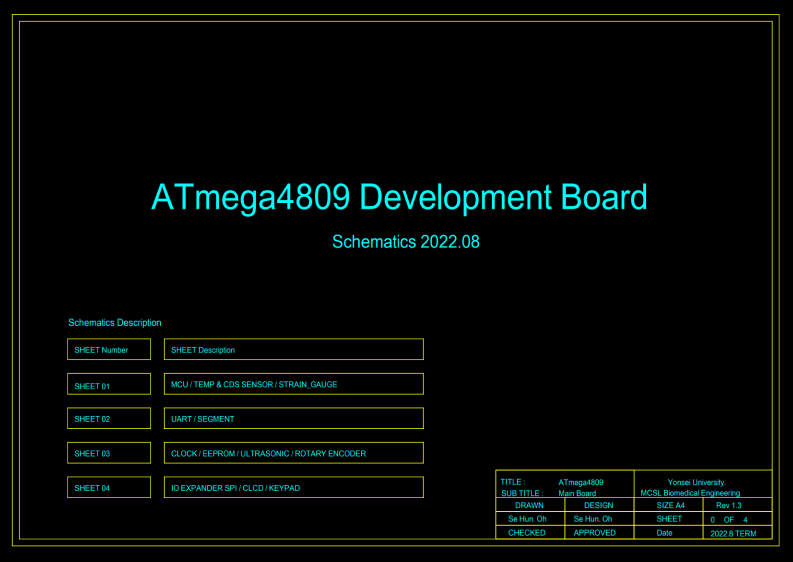 ATmega4809 Development Board
Schematics 2022.08
Schematics Description
SHEET Number SHEET Description
SHEET 01 MCU / TEMP & CDS SENSOR / STRAIN_GAUGE
SHEET 02 UART / SEGMENT
SHEET 03 CLOCK / EEPROM / ULTRASONIC / ROTARY ENCODER
SHEET 04 IO EXPANDER SPI / CLCD / KEYPAD
TITLE : ATmega4809 Yonsei University.
SUB TITLE : Main Board MCSL Biomedical Engineering
DRAWN DESIGN SIZE A4 Rev 1.3
Se Hun. Oh Se Hun. Oh SHEET 0 OF 4
CHECKED APPROVED Date 2022.8 TERM